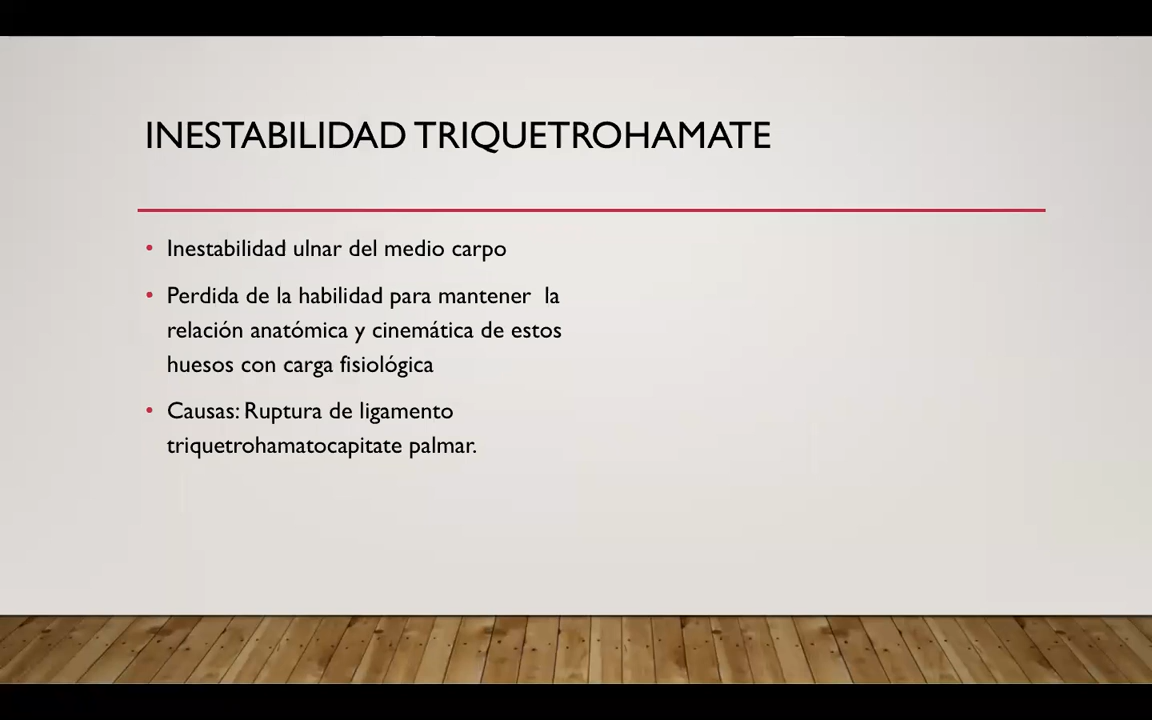 INESTABILIDAD TRIQUETROHAMATE
• Inestabilidad ulnar del medio carpo
• Perdida de la habilidad para mantener  la
relación anatómica y cinemática de estos
huesos con carga fisiológica
• Causas: Ruptura de ligamento
triquetrohamatocapitate palmar.